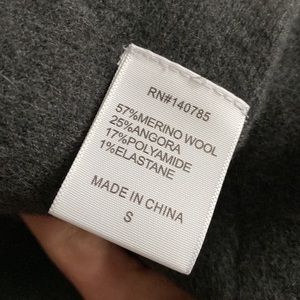 RN#140785
57%MERINO WOOL
25%ANGORA
17%POLYAMIDE
1%ELASTANE
MADE IN CHINA
S